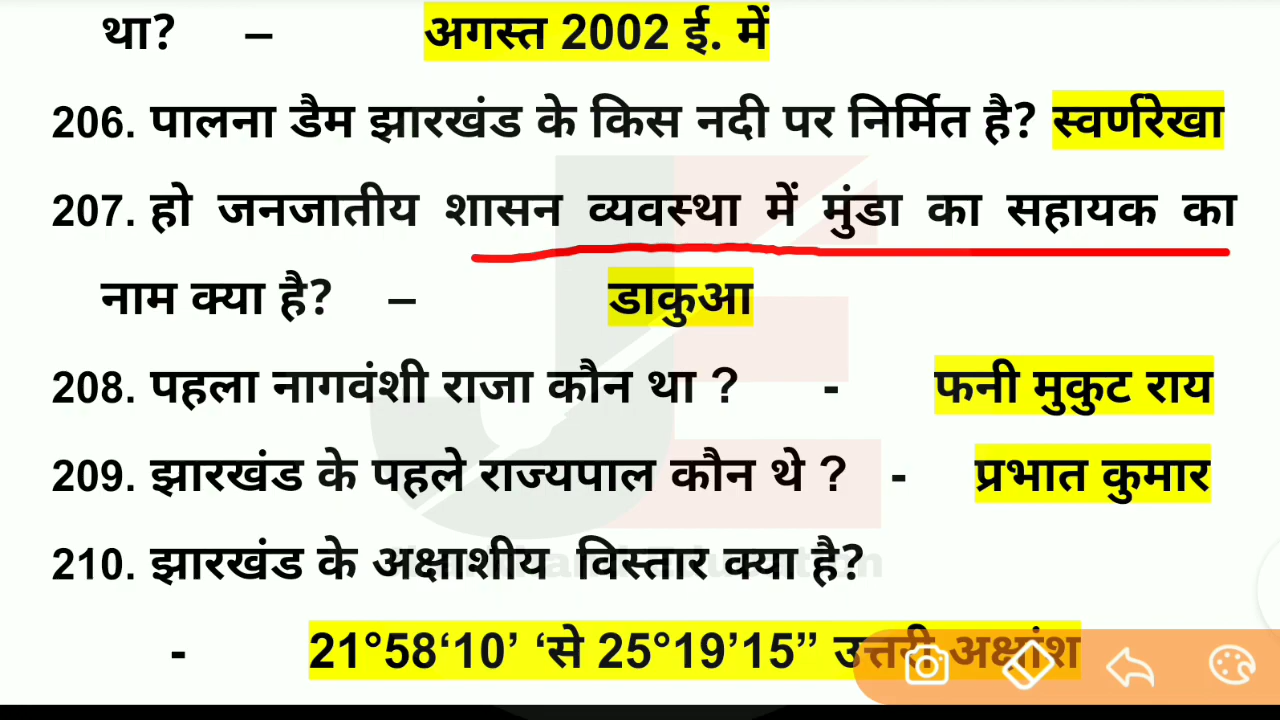 था? – अगस्त 2002 ई. में
206. पालना डैम झारखंड के किस नदी पर निर्मित है? स्वर्णरेखा
207. हो जनजातीय शासन व्यवस्था में मुंडा का सहायक का
नाम क्या है? – डाकुआ
208. पहला नागवंशी राजा कौन था ? - फनी मुकुट राय
209. झारखंड के पहले राज्यपाल कौन थे ? - प्रभात कुमार
210. झारखंड के अक्षाशीय विस्तार क्या है?
- 21°58‘10’ ‘से 25°19’15” उत्तरी अक्षांश